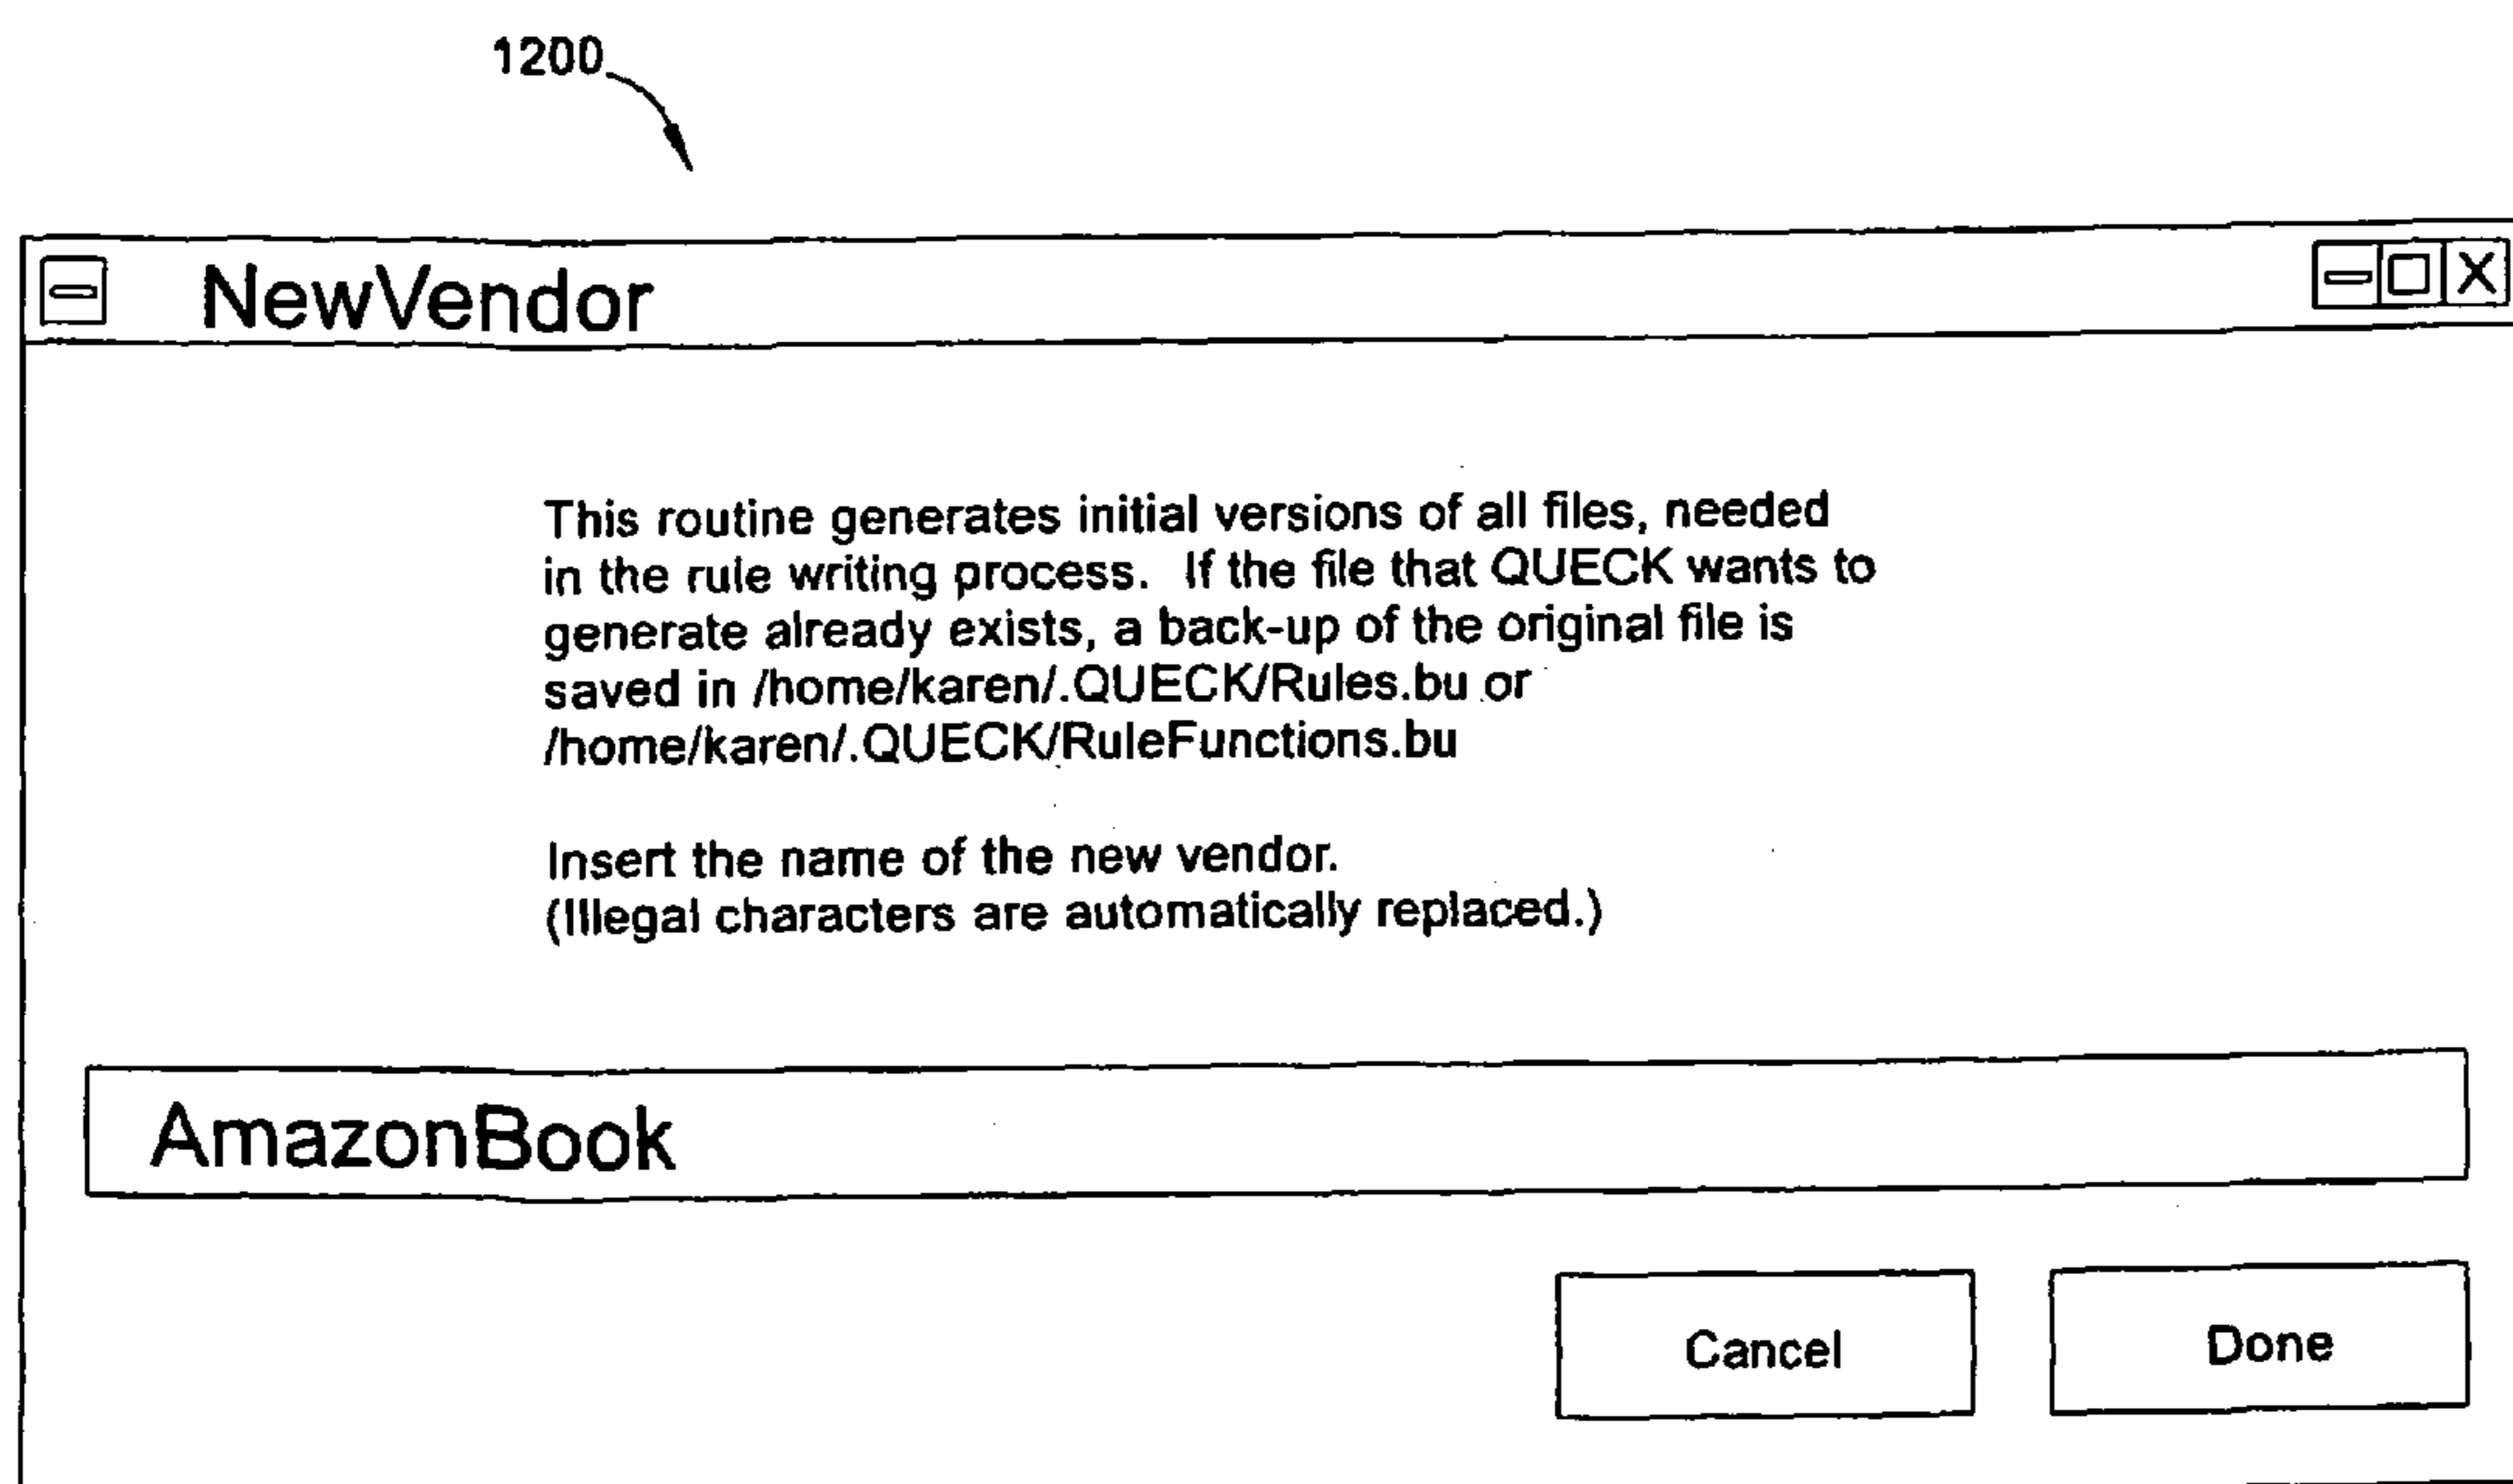 1200
NewVendor
This routine generates initial versions of all files, needed
in the rule writing process. If the file that QUECK wants to
generate already exists, a back-up of the original file is
saved in /home/karen/.QUECK/Rules.bu or
/home/karen/.QUECK/RuleFunctions.bu
Insert the name of the new vendor.
(Illegal characters are automatically replaced.)
AmazonBook
Cancel Done